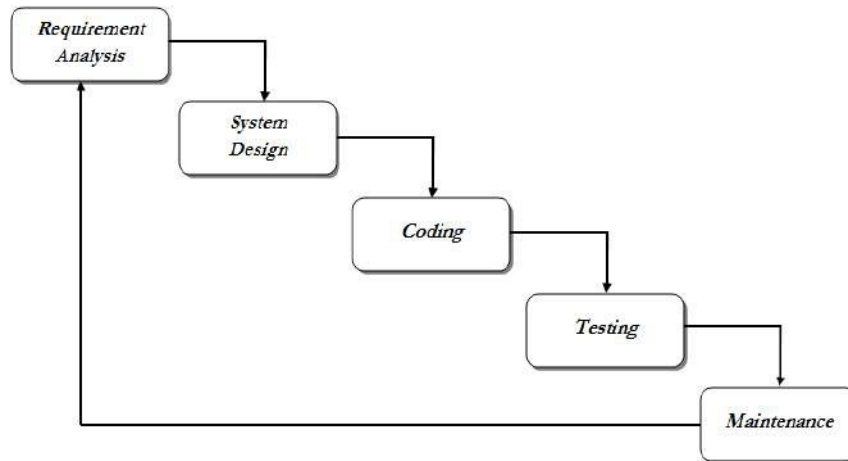 Requirement
Analysis
System
Design
Coding
Testing
Maintenance